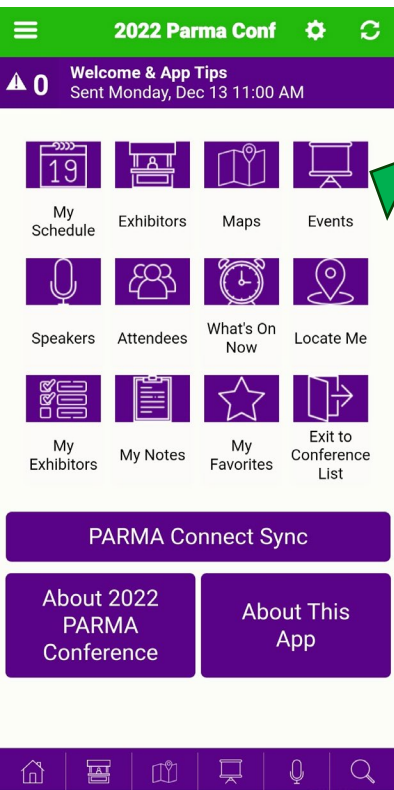 2022 Parma Conf
0
Welcome & App Tips
Sent Monday, Dec 13 11:00 AM
19
My
Schedule
Exhibitors
Maps
Events
Speakers
Attendees
What's On
Now
Locate Me
My
Exhibitors
My Notes
My
Favorites
Exit to
Conference
List
PARMA Connect Sync
About 2022
PARMA
Conference
About This
App